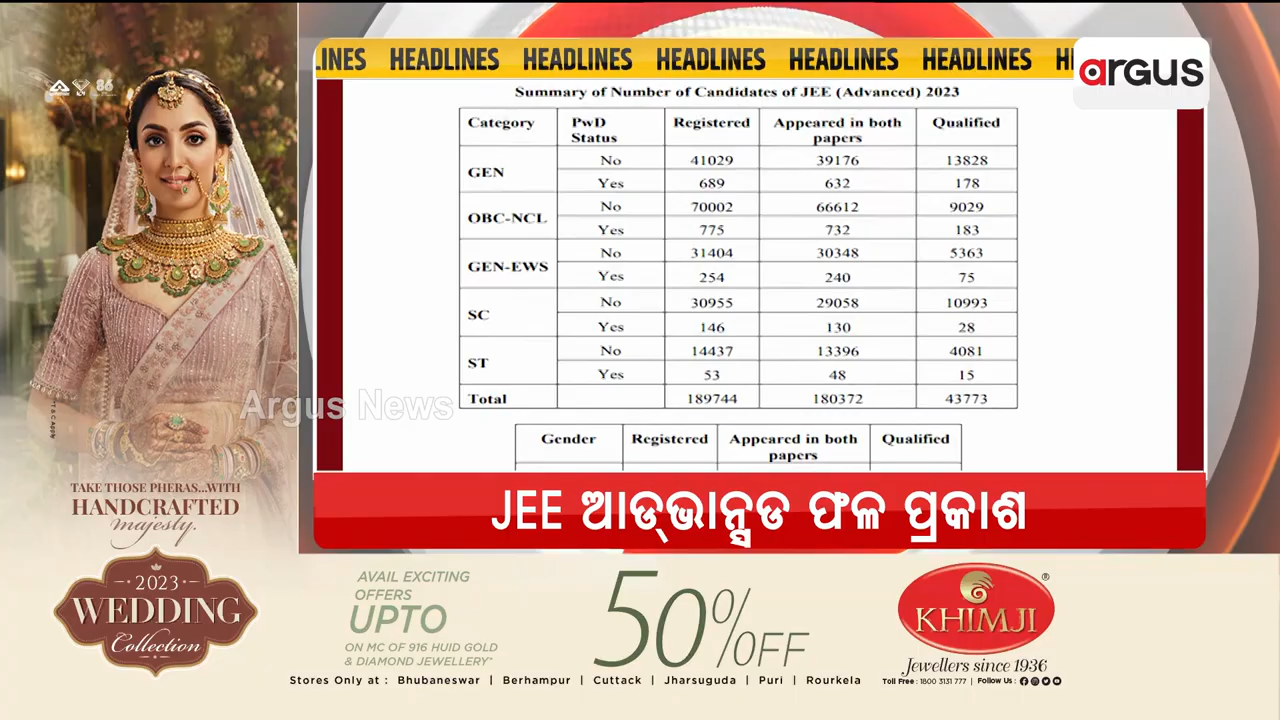 86
LINES HEADLINES HEADLINES HEADLINES HEADLINES HEADLINES H
argus
Summary of Number of Candidates of JEE (Advanced) 2023
Category PwD Status Registered Appeared in both papers Qualified
GEN No 41029 39176 13828
Yes 689 632 178
OBC-NCL No 70002 66612 9029
Yes 775 732 183
GEN-EWS No 31404 30348 5363
Yes 254 240 75
SC No 30955 29058 10993
Yes 146 130 28
ST No 14437 13396 4081
Yes 53 48 15
Total 189744 180372 43773
Gender Registered Appeared in both papers Qualified
Argus News
T & C Apply
JEE ଆଡ୍‌ଭାନ୍ସଡ ଫଳ ପ୍ରକାଶ
TAKE THOSE PHERAS...WITH
HANDCRAFTED
majesty.
2023
WEDDING
Collection
AVAIL EXCITING
OFFERS
UPTO
ON MC OF 916 HUID GOLD
& DIAMOND JEWELLERY*
50% OFF
KHIMJI ®
Jewellers since 1936
Stores Only at : Bhubaneswar | Berhampur | Cuttack | Jharsuguda | Puri | Rourkela
Toll Free : 1800 3131 777 | Follow Us :